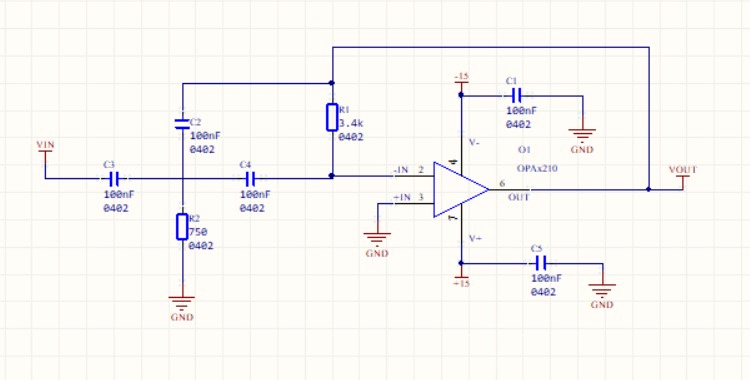 -15
C1
100nF
0402
GND
C2
100nF
0402
R1
3.4k
0402
V-
4
O1
OPAx210
VIN
C3
100nF
0402
C4
100nF
0402
-IN 2
+IN 3
6
OUT
VOUT
R2
750
0402
GND
7
V+
C5
100nF
0402
+15
GND
GND